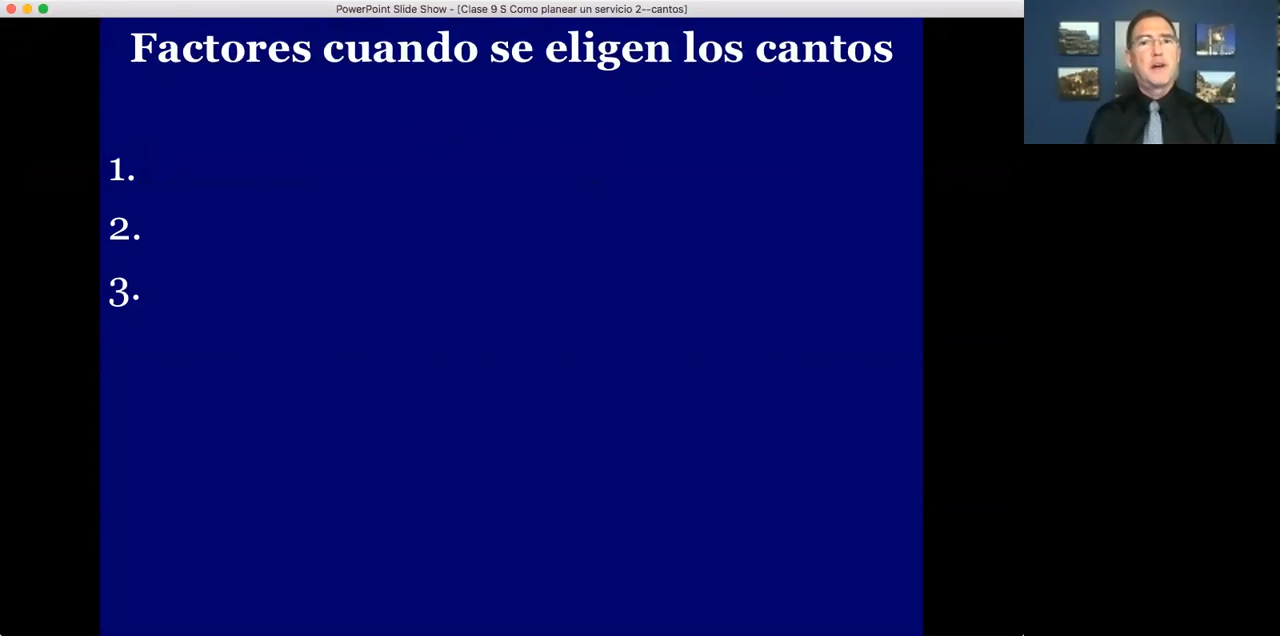 PowerPoint Slide Show - [Clase 9 S Como planear un servicio 2--cantos]
Factores cuando se eligen los cantos
1.
2.
3.